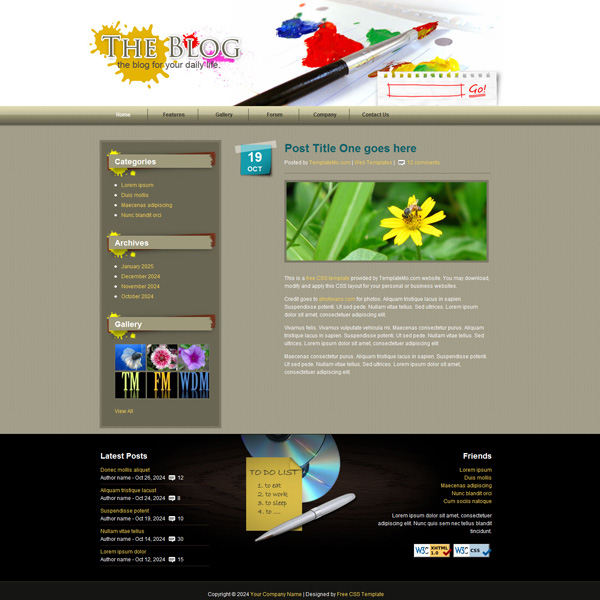 THE BLOG
the blog for your daily life.
Go!
Home Features Gallery Forum Company Contact Us
Categories
Lorem ipsum
Duis mollis
Maecenas adipiscing
Nunc blandit orci
Archives
January 2025
December 2024
November 2024
October 2024
Gallery
TM FM WDM
View All
19
OCT
Post Title One goes here
Posted by TemplateMo.com | Web Templates | 12 comments
This is a free CSS template provided by TemplateMo.com website. You may download,
modify and apply this CSS layout for your personal or business websites.
Credit goes to photovaco.com for photos. Aliquam tristique lacus in sapien.
Suspendisse potenti. Ut sed pede. Nullam vitae tellus. Sed ultrices. Lorem ipsum
dolor sit amet, consectetuer adipiscing elit.
Vivamus felis. Vivamus vulputate vehicula mi. Maecenas consectetur purus. Aliquam
tristique lacus in sapien. Suspendisse potenti. Ut sed pede. Nullam vitae tellus. Sed
ultrices. Lorem ipsum dolor sit amet, consectetuer adipiscing elit.
Maecenas consectetur purus. Aliquam tristique lacus in sapien. Suspendisse potenti.
Ut sed pede. Nullam vitae tellus. Sed ultrices. Lorem ipsum dolor sit amet,
consectetuer adipiscing elit.
Latest Posts
Donec mollis aliquet
Author name - Oct 26, 2024 12
Aliquam tristique lacust
Author name - Oct 24, 2024 8
Suspendisse potent
Author name - Oct 19, 2024 10
Nullam vitae tellus
Author name - Oct 14, 2024 30
Lorem ipsum dolor
Author name - Oct 12, 2024 15
TO DO LIST
1. to eat
2. to work
3. to sleep
4. to .....
Friends
Lorem ipsum
Duis mollis
Maecenas adipiscing
Nunc blandit orci
Cum sociis natoque
Lorem ipsum dolor sit amet, consectetur
adipiscing elit. Nunc quis sem nec tellus blandit
tincidunt.
W3C XHTML 1.0 W3C CSS
Copyright © 2024 Your Company Name | Designed by Free CSS Template